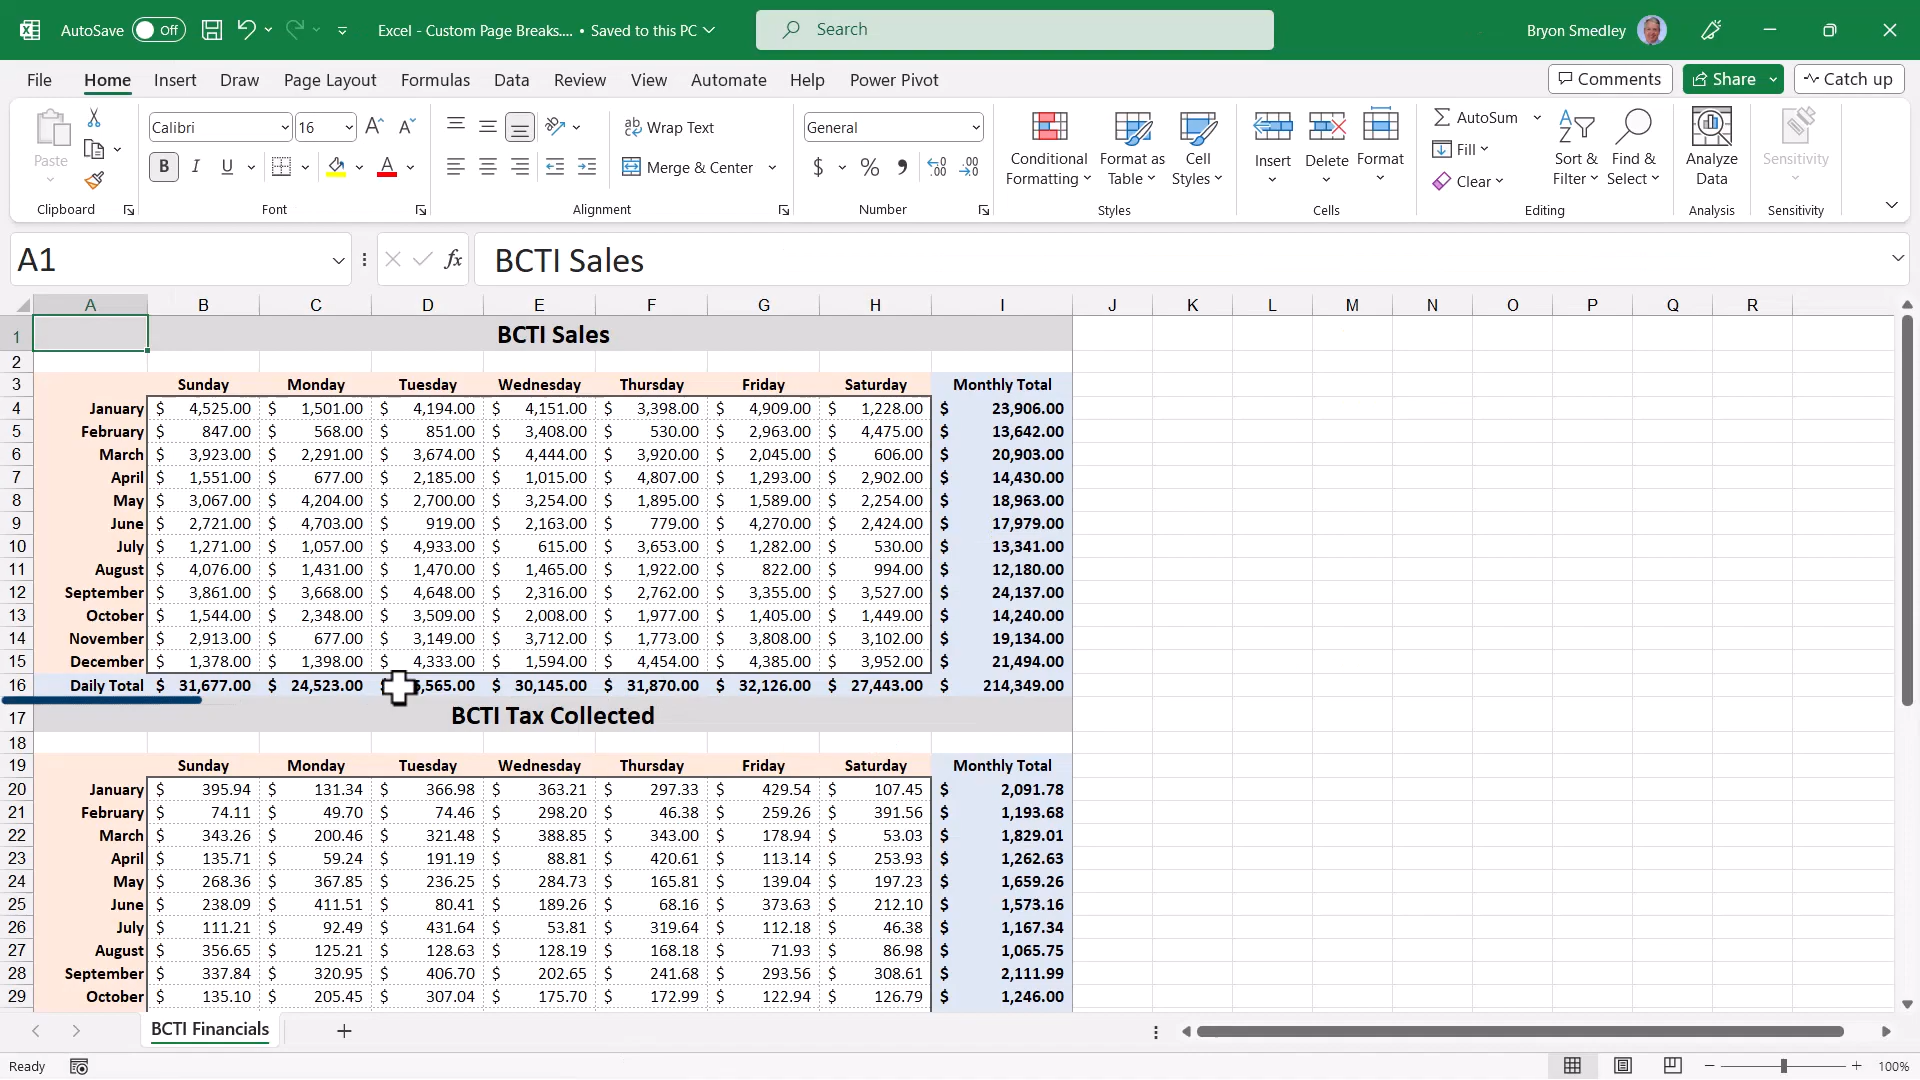 AutoSave Off Excel - Custom Page Breaks.... • Saved to this PC Search Bryon Smedley
File Home Insert Draw Page Layout Formulas Data Review View Automate Help Power Pivot Comments Share Catch up
Paste Calibri 16 Wrap Text General Conditional Formatting Format as Table Cell Styles Insert Delete Format AutoSum Fill Clear Sort & Filter Find & Select Analyze Data Sensitivity
B I U Merge & Center $ % ,
Clipboard Font Alignment Number Styles Cells Editing Analysis Sensitivity
A1 fx BCTI Sales
A B C D E F G H I J K L M N O P Q R
1 BCTI Sales
2
3 Sunday Monday Tuesday Wednesday Thursday Friday Saturday Monthly Total
4 January $ 4,525.00 $ 1,501.00 $ 4,194.00 $ 4,151.00 $ 3,398.00 $ 4,909.00 $ 1,228.00 $ 23,906.00
5 February $ 847.00 $ 568.00 $ 851.00 $ 3,408.00 $ 530.00 $ 2,963.00 $ 4,475.00 $ 13,642.00
6 March $ 3,923.00 $ 2,291.00 $ 3,674.00 $ 4,444.00 $ 3,920.00 $ 2,045.00 $ 606.00 $ 20,903.00
7 April $ 1,551.00 $ 677.00 $ 2,185.00 $ 1,015.00 $ 4,807.00 $ 1,293.00 $ 2,902.00 $ 14,430.00
8 May $ 3,067.00 $ 4,204.00 $ 2,700.00 $ 3,254.00 $ 1,895.00 $ 1,589.00 $ 2,254.00 $ 18,963.00
9 June $ 2,721.00 $ 4,703.00 $ 919.00 $ 2,163.00 $ 779.00 $ 4,270.00 $ 2,424.00 $ 17,979.00
10 July $ 1,271.00 $ 1,057.00 $ 4,933.00 $ 615.00 $ 3,653.00 $ 1,282.00 $ 530.00 $ 13,341.00
11 August $ 4,076.00 $ 1,431.00 $ 1,470.00 $ 1,465.00 $ 1,922.00 $ 822.00 $ 994.00 $ 12,180.00
12 September $ 3,861.00 $ 3,668.00 $ 4,648.00 $ 2,316.00 $ 2,762.00 $ 3,355.00 $ 3,527.00 $ 24,137.00
13 October $ 1,544.00 $ 2,348.00 $ 3,509.00 $ 2,008.00 $ 1,977.00 $ 1,405.00 $ 1,449.00 $ 14,240.00
14 November $ 2,913.00 $ 677.00 $ 3,149.00 $ 3,712.00 $ 1,773.00 $ 3,808.00 $ 3,102.00 $ 19,134.00
15 December $ 1,378.00 $ 1,398.00 $ 4,333.00 $ 1,594.00 $ 4,454.00 $ 4,385.00 $ 3,952.00 $ 21,494.00
16 Daily Total $ 31,677.00 $ 24,523.00 $ 30,145.00 $ 31,870.00 $ 32,126.00 $ 27,443.00 $ 214,349.00
17 BCTI Tax Collected
18
19 Sunday Monday Tuesday Wednesday Thursday Friday Saturday Monthly Total
20 January $ 395.94 $ 131.34 $ 366.98 $ 363.21 $ 297.33 $ 429.54 $ 107.45 $ 2,091.78
21 February $ 74.11 $ 49.70 $ 74.46 $ 298.20 $ 46.38 $ 259.26 $ 391.56 $ 1,193.68
22 March $ 343.26 $ 200.46 $ 321.48 $ 388.85 $ 343.00 $ 178.94 $ 53.03 $ 1,829.01
23 April $ 135.71 $ 59.24 $ 191.19 $ 88.81 $ 420.61 $ 113.14 $ 253.93 $ 1,262.63
24 May $ 268.36 $ 367.85 $ 236.25 $ 284.73 $ 165.81 $ 139.04 $ 197.23 $ 1,659.26
25 June $ 238.09 $ 411.51 $ 80.41 $ 189.26 $ 68.16 $ 373.63 $ 212.10 $ 1,573.16
26 July $ 111.21 $ 92.49 $ 431.64 $ 53.81 $ 319.64 $ 112.18 $ 46.38 $ 1,167.34
27 August $ 356.65 $ 125.21 $ 128.63 $ 128.19 $ 168.18 $ 71.93 $ 86.98 $ 1,065.75
28 September $ 337.84 $ 320.95 $ 406.70 $ 202.65 $ 241.68 $ 293.56 $ 308.61 $ 2,111.99
29 October $ 135.10 $ 205.45 $ 307.04 $ 175.70 $ 172.99 $ 122.94 $ 126.79 $ 1,246.00
BCTI Financials
Ready 100%